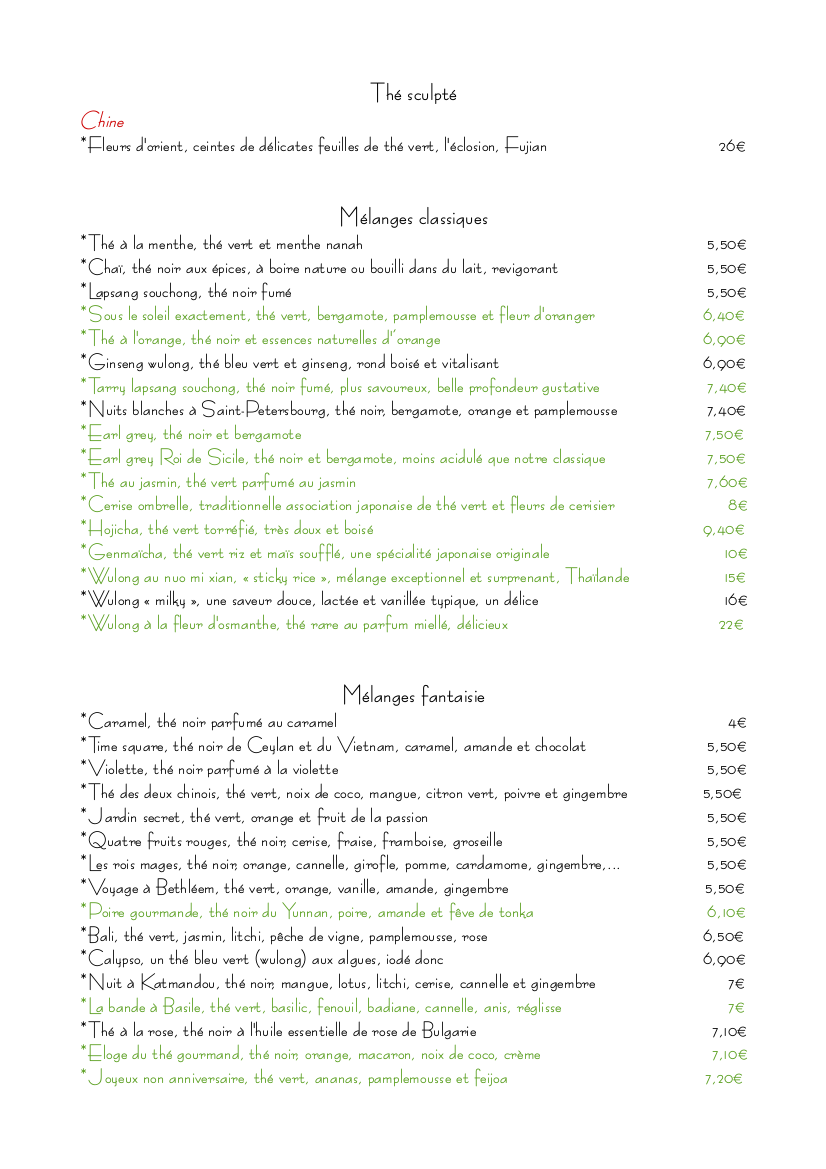 Thé sculpté
Chine
*Fleurs d'orient, ceintes de délicates feuilles de thé vert, l'éclosion, Fujian 26€
Mélanges classiques
*Thé à la menthe, thé vert et menthe nanah 5,50€
*Chaï, thé noir aux épices, à boire nature ou bouilli dans du lait, revigorant 5,50€
*Lapsang souchong, thé noir fumé 5,50€
*Sous le soleil exactement, thé vert, bergamote, pamplemousse et fleur d'oranger 6,40€
*Thé à l'orange, thé noir et essences naturelles d'orange 6,90€
*Ginseng wulong, thé bleu vert et ginseng, rond boisé et vitalisant 6,90€
*Tarry lapsang souchong, thé noir fumé, plus savoureux, belle profondeur gustative 7,40€
*Nuits blanches à Saint-Petersbourg, thé noir, bergamote, orange et pamplemousse 7,40€
*Earl grey, thé noir et bergamote 7,50€
*Earl grey Roi de Sicile, thé noir et bergamote, moins acidulé que notre classique 7,50€
*Thé au jasmin, thé vert parfumé au jasmin 7,60€
*Cerise ombrelle, traditionnelle association japonaise de thé vert et fleurs de cerisier 8€
*Hojicha, thé vert torréfié, très doux et boisé 9,40€
*Genmaïcha, thé vert riz et maïs soufflé, une spécialité japonaise originale 10€
*Wulong au nuo mi xian, « sticky rice », mélange exceptionnel et surprenant, Thaïlande 15€
*Wulong « milky », une saveur douce, lactée et vanillée typique, un délice 16€
*Wulong à la fleur d'osmanthe, thé rare au parfum miellé, délicieux 22€
Mélanges fantaisie
*Caramel, thé noir parfumé au caramel 4€
*Time square, thé noir de Ceylan et du Vietnam, caramel, amande et chocolat 5,50€
*Violette, thé noir parfumé à la violette 5,50€
*Thé des deux chinois, thé vert, noix de coco, mangue, citron vert, poivre et gingembre 5,50€
*Jardin secret, thé vert, orange et fruit de la passion 5,50€
*Quatre fruits rouges, thé noir, cerise, fraise, framboise, groseille 5,50€
*Les rois mages, thé noir, orange, cannelle, girofle, pomme, cardamome, gingembre,... 5,50€
*Voyage à Bethléem, thé vert, orange, vanille, amande, gingembre 5,50€
*Poire gourmande, thé noir du Yunnan, poire, amande et fêve de tonka 6,10€
*Bali, thé vert, jasmin, litchi, pêche de vigne, pamplemousse, rose 6,50€
*Calypso, un thé bleu vert (wulong) aux algues, iodé donc 6,90€
*Nuit à Katmandou, thé noir, mangue, lotus, litchi, cerise, cannelle et gingembre 7€
*La bande à Basile, thé vert, basilic, fenouil, badiane, cannelle, anis, réglisse 7€
*Thé à la rose, thé noir à l'huile essentielle de rose de Bulgarie 7,10€
*Eloge du thé gourmand, thé noir, orange, macaron, noix de coco, crème 7,10€
*Joyeux non anniversaire, thé vert, ananas, pamplemousse et feijoa 7,20€